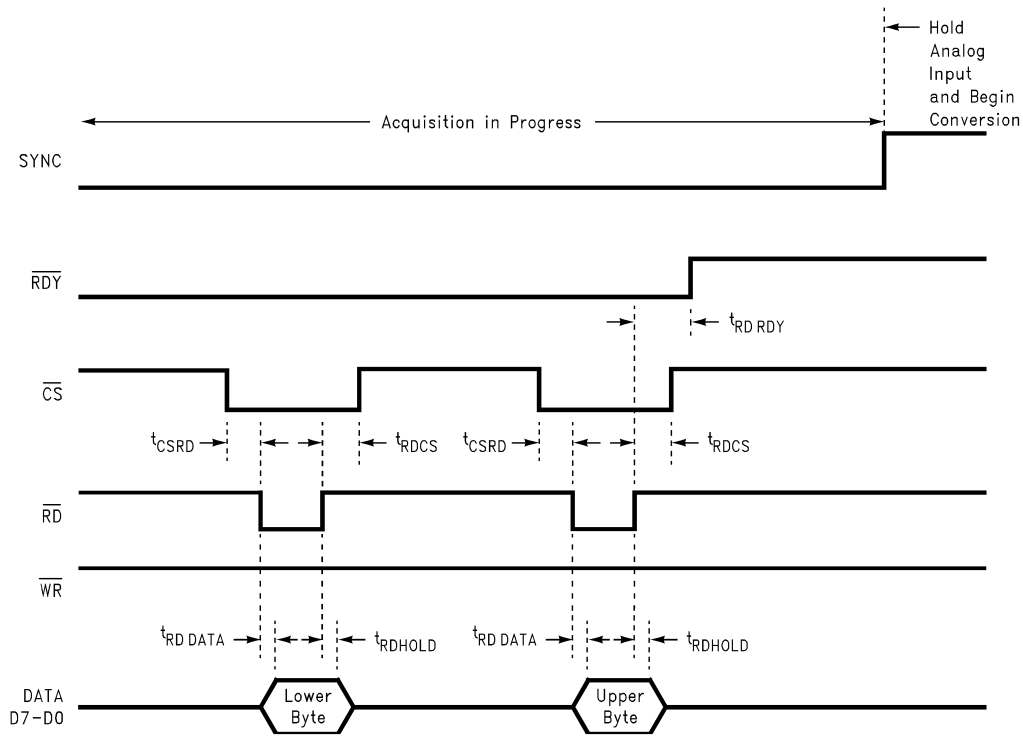 Hold
Analog
Input
and Begin
Conversion
Acquisition in Progress
SYNC
RDY
tRD RDY
CS
tCSRD
tRDCS
tCSRD
tRDCS
RD
WR
tRD DATA
tRDHOLD
tRD DATA
tRDHOLD
DATA
D7-D0
Lower
Byte
Upper
Byte